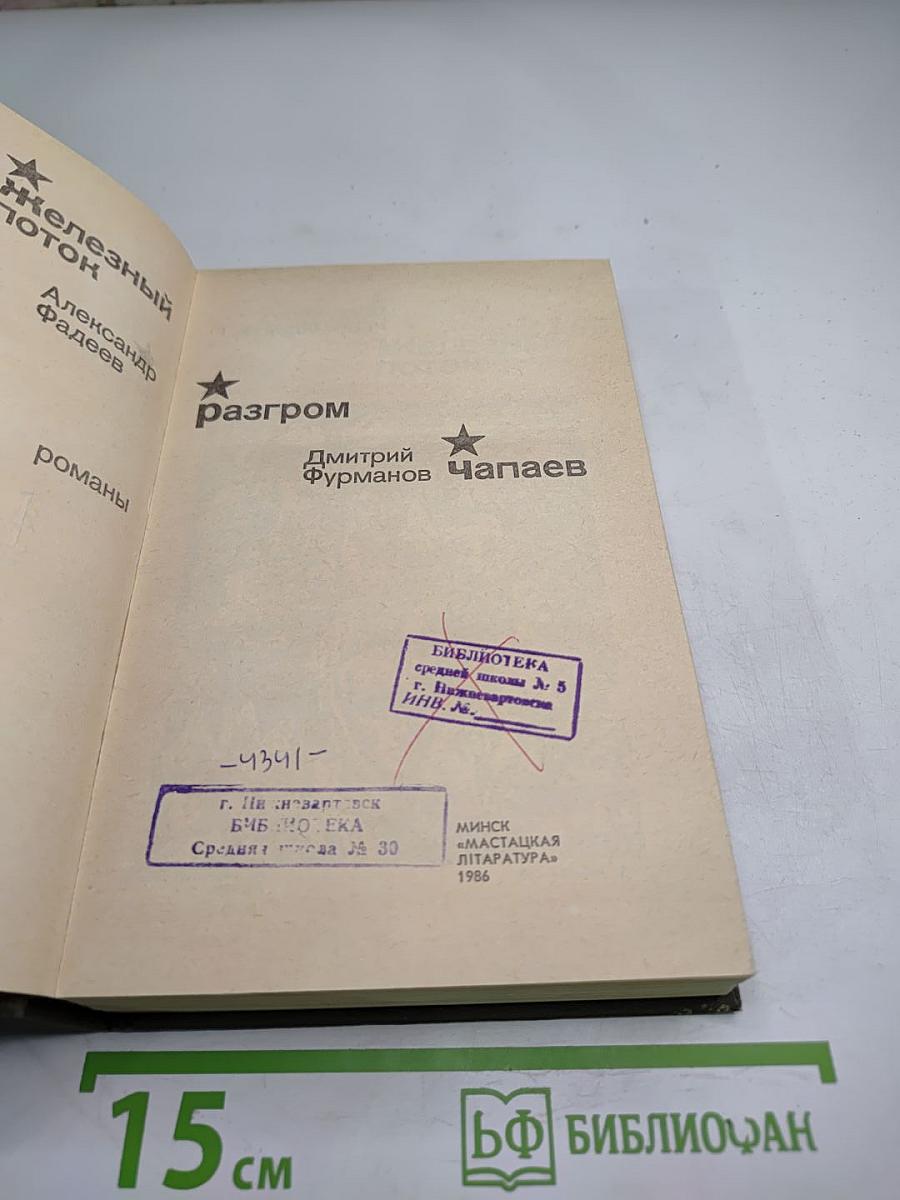 железный
поток
Александр
Фадеев
романы
разгром
Дмитрий
Фурманов
Чапаев
БИБЛИОТЕКА
средней школы № 5
г. Нижневартовска
ИНВ. №.
-4341-
г. Нижневартовск
БИБЛИОТЕКА
Средняя школа № 30
МИНСК
«МАСТАЦКАЯ
ЛІТАРАТУРА»
1986
15 см
БФ БИБЛИОФАН